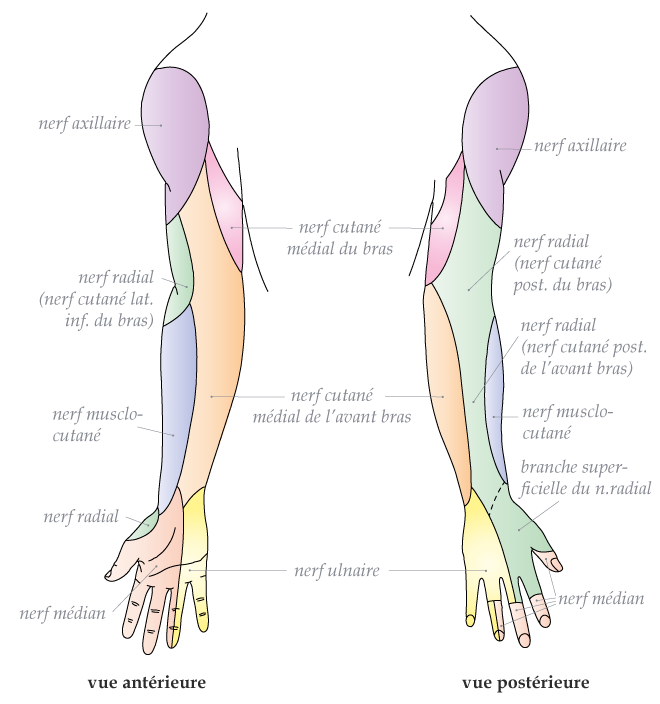 nerf axillaire
nerf axillaire
nerf cutané
médial du bras
nerf radial
(nerf cutané
post. du bras)
nerf radial
(nerf cutané lat.
inf. du bras)
nerf radial
(nerf cutané post.
de l'avant bras)
nerf cutané
médial de l'avant bras
nerf musclo-
cutané
nerf musclo-
cutané
branche super-
ficielle du n.radial
nerf radial
nerf ulnaire
nerf médian
nerf médian
vue antérieure
vue postérieure